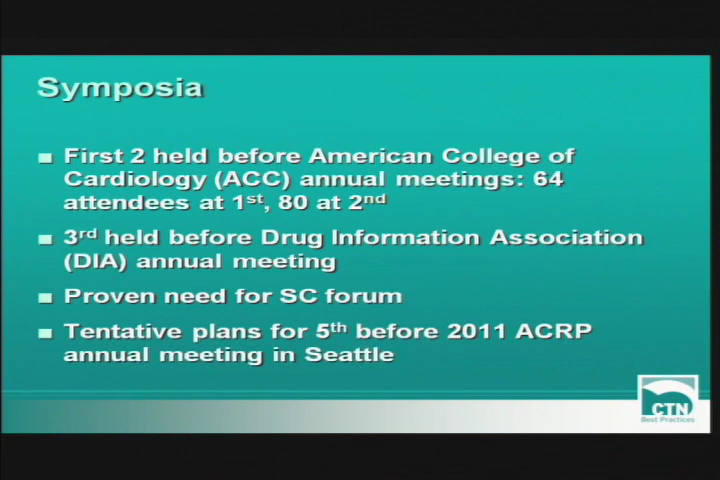 Symposia
■ First 2 held before American College of
Cardiology (ACC) annual meetings: 64
attendees at 1st, 80 at 2nd
■ 3rd held before Drug Information Association
(DIA) annual meeting
■ Proven need for SC forum
■ Tentative plans for 5th before 2011 ACRP
annual meeting in Seattle
CTN
Best Practices